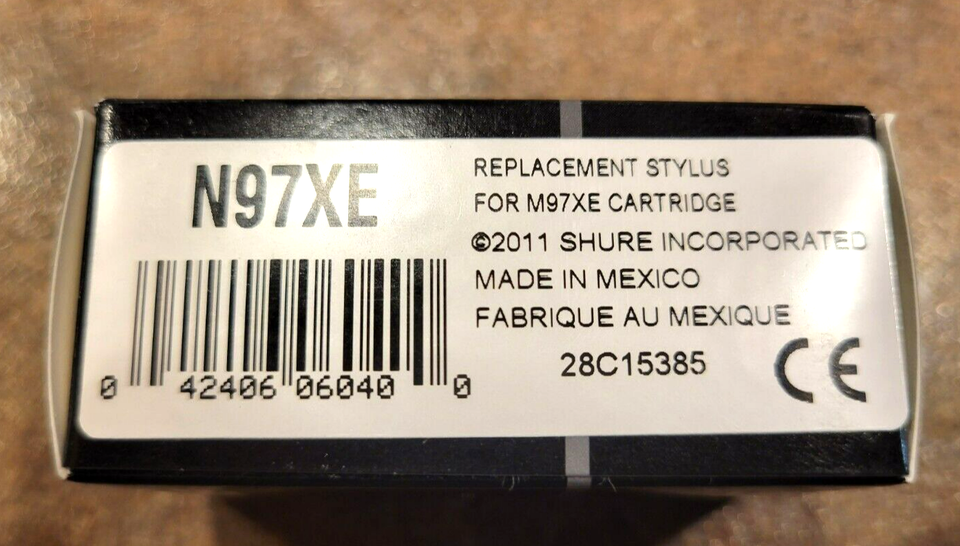 N97XE
0 42406 06040 0
REPLACEMENT STYLUS
FOR M97XE CARTRIDGE
©2011 SHURE INCORPORATED
MADE IN MEXICO
FABRIQUE AU MEXIQUE
28C15385
CE